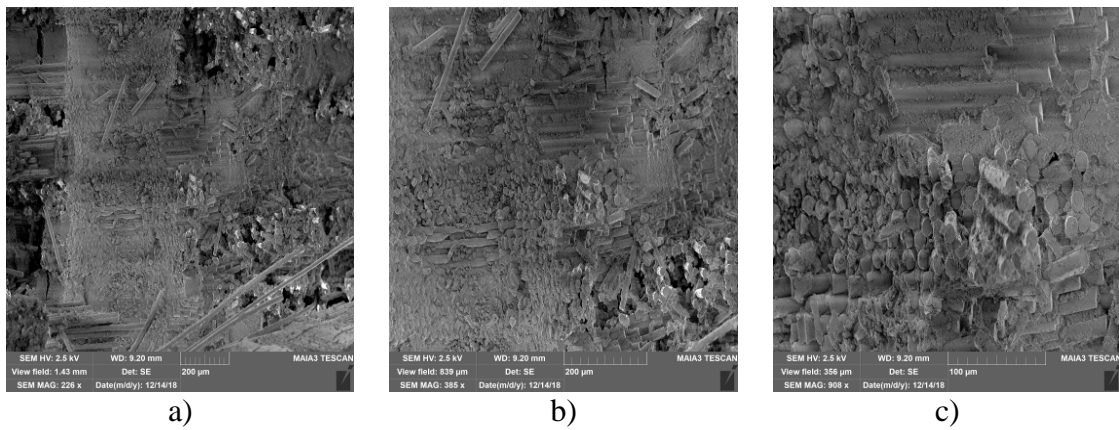 SEM HV: 2.5 kV WD: 9.20 mm MAIA3 TESCAN
View field: 1.43 mm Det: SE 200 µm
SEM MAG: 226 x Date(m/d/y): 12/14/18
a)
SEM HV: 2.5 kV WD: 9.20 mm MAIA3 TESCAN
View field: 839 µm Det: SE 200 µm
SEM MAG: 385 x Date(m/d/y): 12/14/18
b)
SEM HV: 2.5 kV WD: 9.20 mm MAIA3 TESCAN
View field: 356 µm Det: SE 100 µm
SEM MAG: 908 x Date(m/d/y): 12/14/18
c)